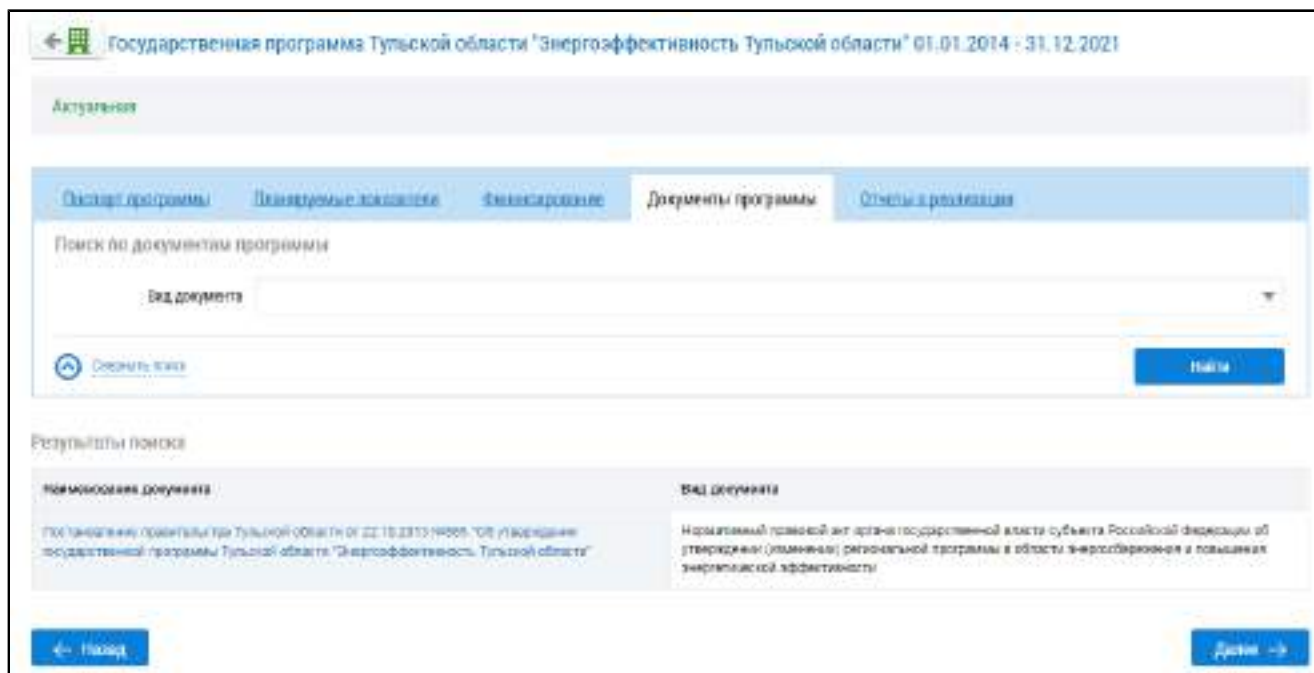 Государственная программа Тульской области "Энергоэффективность Тульской области" 01.01.2014 - 31.12.2021
Актуальная
Паспорт программы Планируемые показатели Финансирование Документы программы Отчеты о реализации
Поиск по документам программы
Вид документа
Свернуть поиск
Найти
Результаты поиска
Наименование документа Вид документа
Постановление правительства Тульской области от 22.10.2013 "Об утверждении
государственной программы Тульской области "Энергоэффективность Тульской области"
Нормативный правовой акт органа государственной власти субъекта Российской Федерации об
утверждении (изменении) региональной программы в области энергосбережения и повышения
энергетической эффективности
Назад
Далее